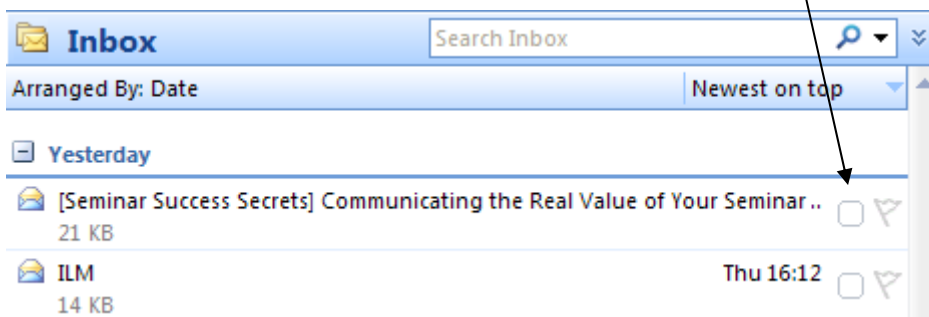 Inbox Search Inbox
Arranged By: Date Newest on top
Yesterday
[Seminar Success Secrets] Communicating the Real Value of Your Seminar ..
21 KB
ILM Thu 16:12
14 KB